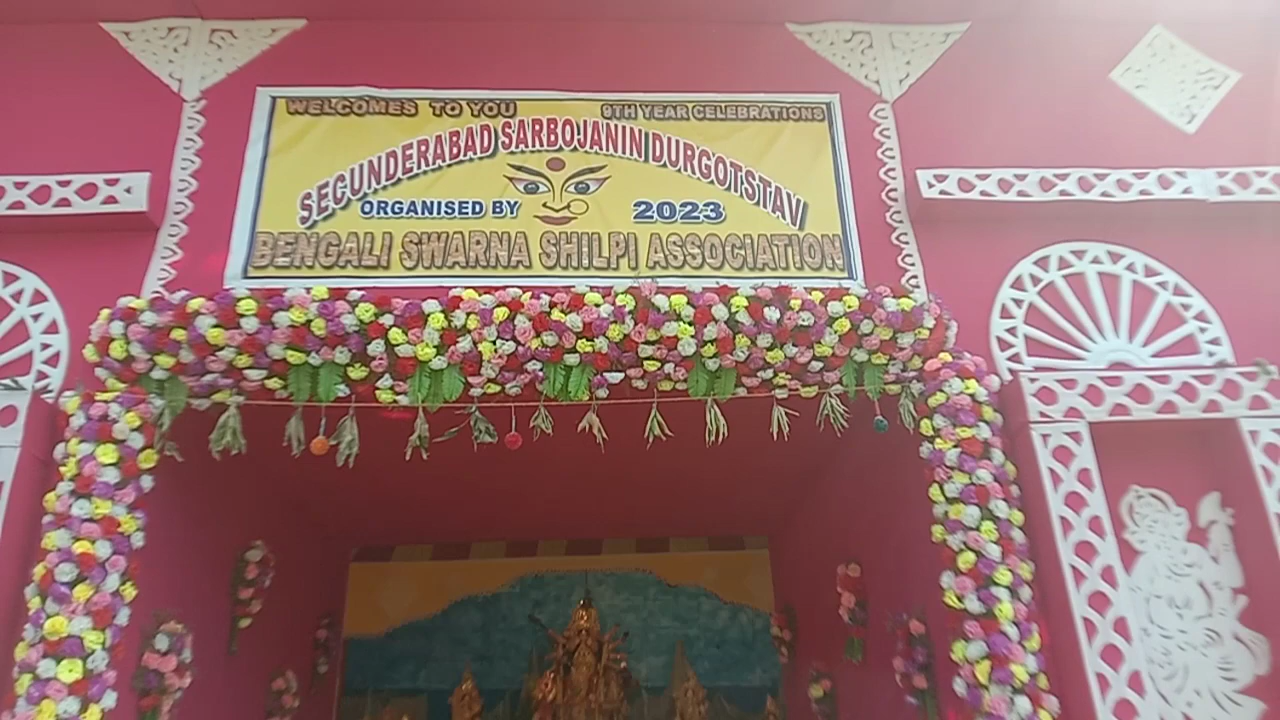 WELCOMES TO YOU 9TH YEAR CELEBRATIONS
SECUNDERABAD SARBOJANIN DURGOTSTAV
ORGANISED BY 2023
BENGALI SWARNA SHILPI ASSOCIATION